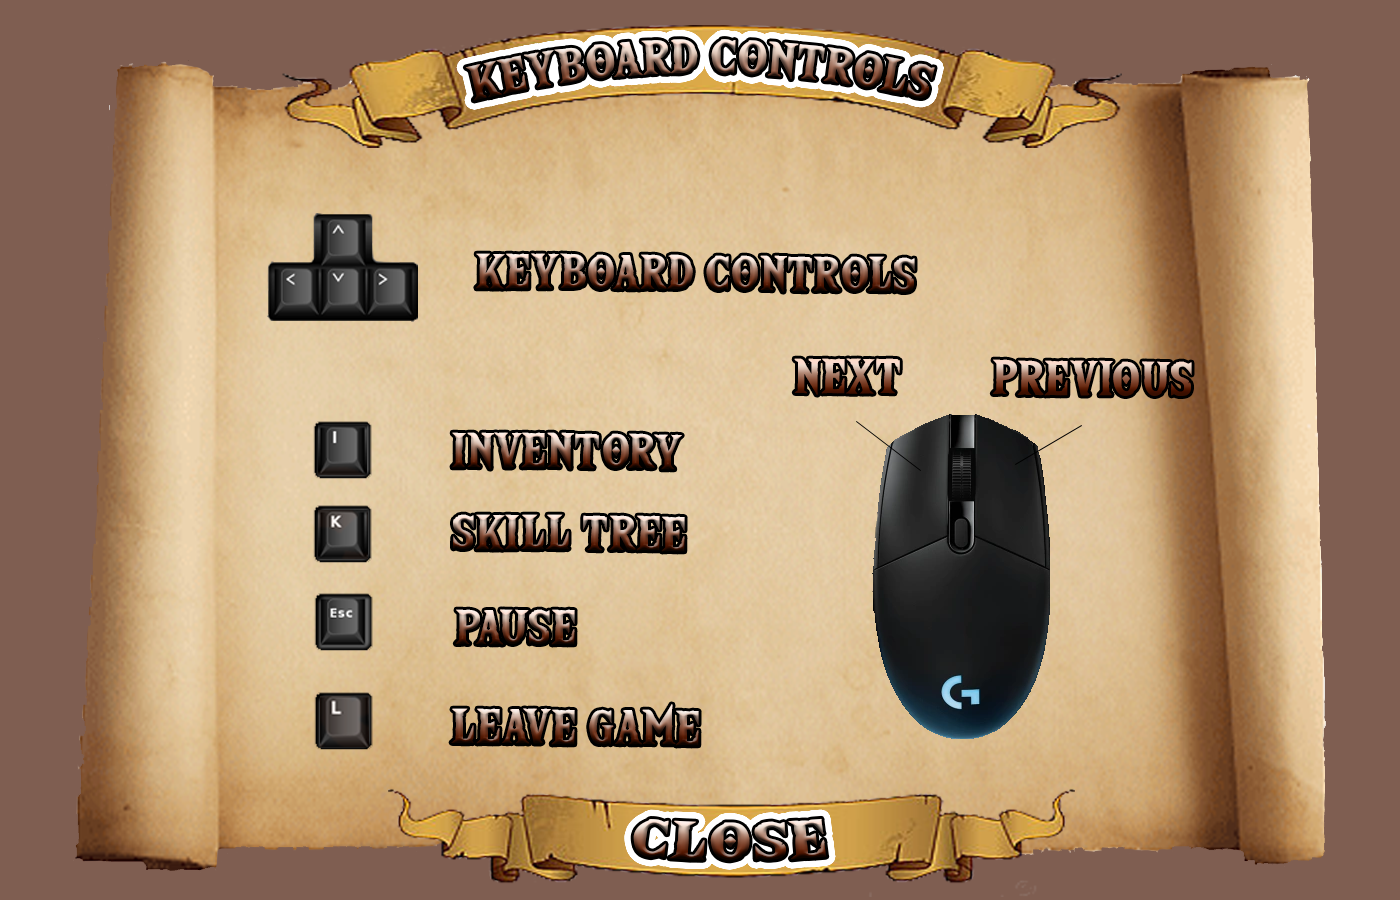 KEYBOARD CONTROLS
^
< v >
KEYBOARD CONTROLS
NEXT PREVIOUS
I INVENTORY
K SKILL TREE
Esc PAUSE
L LEAVE GAME
G
CLOSE